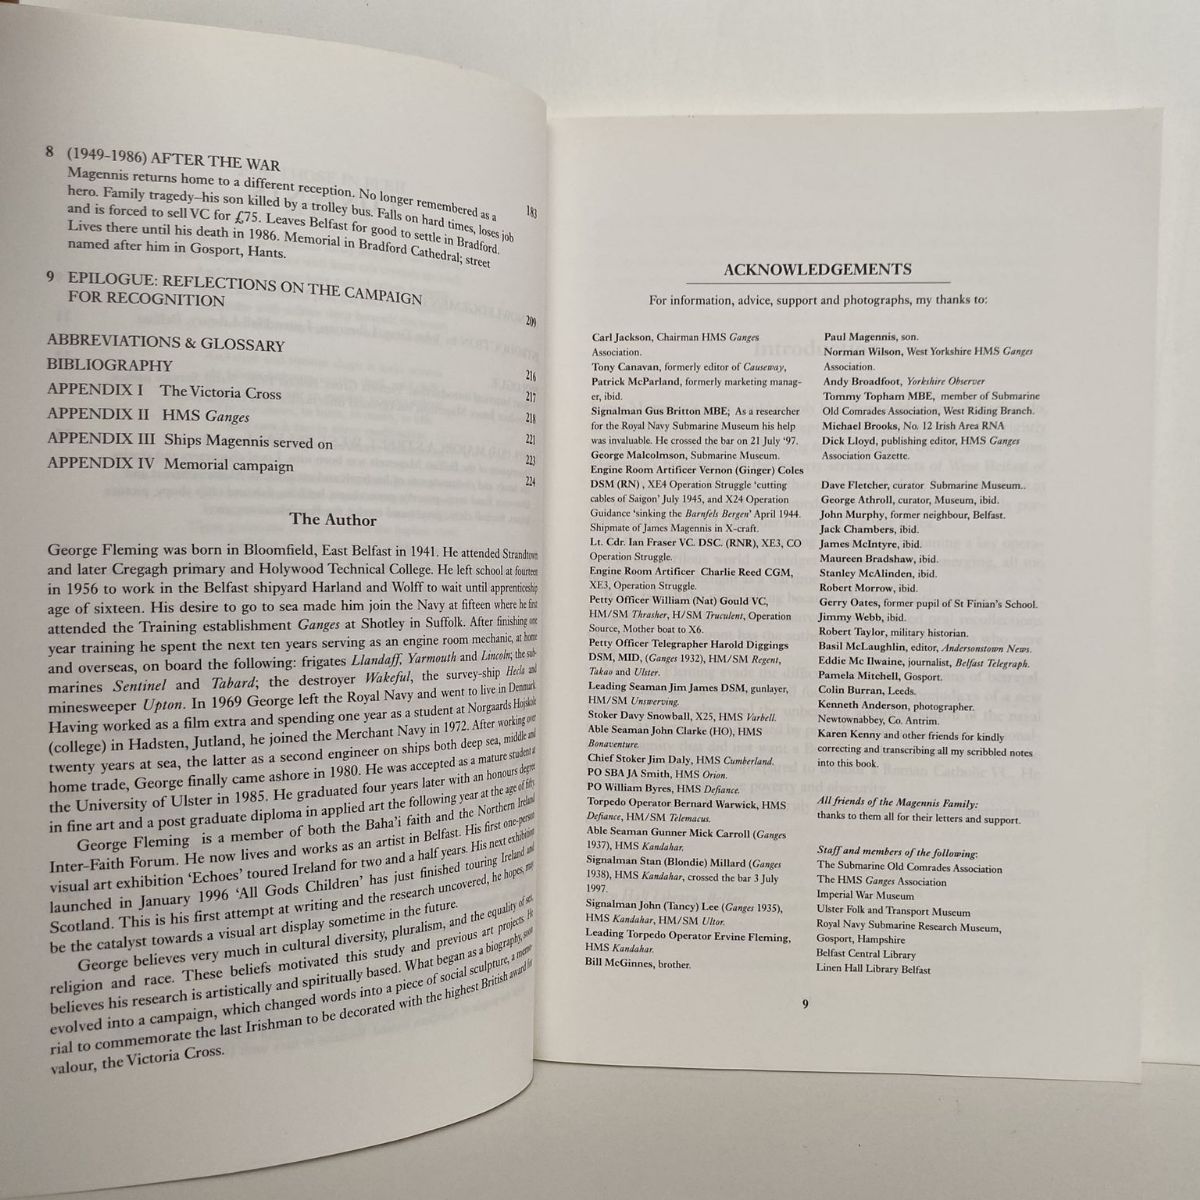 8 (1949–1986) AFTER THE WAR
Magennis returns home to a different reception. No longer remembered as a
hero. Family tragedy–his son killed by a trolley bus. Falls on hard times, loses job
and is forced to sell VC for £75. Leaves Belfast for good to settle in Bradford.
Lives there until his death in 1986. Memorial in Bradford Cathedral; street
named after him in Gosport, Hants.
183
9 EPILOGUE: REFLECTIONS ON THE CAMPAIGN
FOR RECOGNITION
209
ABBREVIATIONS & GLOSSARY
216
BIBLIOGRAPHY
217
APPENDIX I The Victoria Cross
218
APPENDIX II HMS Ganges
221
APPENDIX III Ships Magennis served on
223
APPENDIX IV Memorial campaign
224
The Author
George Fleming was born in Bloomfield, East Belfast in 1941. He attended Strandtown
and later Cregagh primary and Holywood Technical College. He left school at fourteen
in 1956 to work in the Belfast shipyard Harland and Wolff to wait until apprenticeship
age of sixteen. His desire to go to sea made him join the Navy at fifteen where he first
attended the Training establishment Ganges at Shotley in Suffolk. After finishing one
year training he spent the next ten years serving as an engine room mechanic, at home
and overseas, on board the following: frigates Llandaff, Yarmouth and Lincoln; the sub-
marines Sentinel and Tabard; the destroyer Wakeful, the survey-ship Hecla and
minesweeper Upton. In 1969 George left the Royal Navy and went to live in Denmark
Having worked as a film extra and spending one year as a student at Norgaards Hojskole
(college) in Hadsten, Jutland, he joined the Merchant Navy in 1972. After working over
twenty years at sea, the latter as a second engineer on ships both deep sea, middle and
home trade, George finally came ashore in 1980. He was accepted as a mature student at
the University of Ulster in 1985. He graduated four years later with an honours degree
in fine art and a post graduate diploma in applied art the following year at the age of fifty.
George Fleming is a member of both the Baha'i faith and the Northern Ireland
Inter-Faith Forum. He now lives and works as an artist in Belfast. His first one-person
visual art exhibition 'Echoes' toured Ireland for two and a half years. His next exhibition
launched in January 1996 'All Gods Children' has just finished touring Ireland and
Scotland. This is his first attempt at writing and the research uncovered, he hopes, may
be the catalyst towards a visual art display sometime in the future.
George believes very much in cultural diversity, pluralism, and the equality of sex,
religion and race. These beliefs motivated this study and previous art projects. He
believes his research is artistically and spiritually based. What began as a biography, soon
evolved into a campaign, which changed words into a piece of social sculpture, a memo-
rial to commemorate the last Irishman to be decorated with the highest British award for
valour, the Victoria Cross.
ACKNOWLEDGEMENTS
For information, advice, support and photographs, my thanks to:
Carl Jackson, Chairman HMS Ganges
Association.
Tony Canavan, formerly editor of Causeway,
Patrick McParland, formerly marketing manag-
er, ibid.
Signalman Gus Britton MBE; As a researcher
for the Royal Navy Submarine Museum his help
was invaluable. He crossed the bar on 21 July '97.
George Malcolmson, Submarine Museum.
Engine Room Artificer Vernon (Ginger) Coles
DSM (RN) , XE4 Operation Struggle 'cutting
cables of Saigon' July 1945, and X24 Operation
Guidance 'sinking the Barnfels Bergen' April 1944.
Shipmate of James Magennis in X-craft.
Lt. Cdr. Ian Fraser VC. DSC. (RNR), XE3, CO
Operation Struggle.
Engine Room Artificer Charlie Reed CGM,
XE3, Operation Struggle.
Petty Officer William (Nat) Gould VC,
HM/SM Thrasher, H/SM Truculent, Operation
Source, Mother boat to X6.
Petty Officer Telegrapher Harold Diggings
DSM, MID, (Ganges 1932), HM/SM Regent,
Takao and Ulster.
Leading Seaman Jim James DSM, gunlayer,
HM/SM Unswerving.
Stoker Davy Snowball, X25, HMS Varbell.
Able Seaman John Clarke (HO), HMS
Bonaventure.
Chief Stoker Jim Daly, HMS Cumberland.
PO SBA JA Smith, HMS Orion.
PO William Byres, HMS Defiance.
Torpedo Operator Bernard Warwick, HMS
Defiance, HM/SM Telemacus.
Able Seaman Gunner Mick Carroll (Ganges
1937), HMS Kandahar.
Signalman Stan (Blondie) Millard (Ganges
1938), HMS Kandahar, crossed the bar 3 July
1997.
Signalman John (Tancy) Lee (Ganges 1935),
HMS Kandahar, HM/SM Ultor.
Leading Torpedo Operator Ervine Fleming,
HMS Kandahar.
Bill McGinnes, brother.
Paul Magennis, son.
Norman Wilson, West Yorkshire HMS Ganges
Association.
Andy Broadfoot, Yorkshire Observer
Tommy Topham MBE, member of Submarine
Old Comrades Association, West Riding Branch.
Michael Brooks, No. 12 Irish Area RNA
Dick Lloyd, publishing editor, HMS Ganges
Association Gazette.
Dave Fletcher, curator Submarine Museum..
George Athroll, curator, Museum, ibid.
John Murphy, former neighbour, Belfast.
Jack Chambers, ibid.
James McIntyre, ibid.
Maureen Bradshaw, ibid.
Stanley McAlinden, ibid.
Robert Morrow, ibid.
Gerry Oates, former pupil of St Finian's School.
Jimmy Webb, ibid.
Robert Taylor, military historian.
Basil McLaughlin, editor, Andersonstown News.
Eddie Mc Ilwaine, journalist, Belfast Telegraph.
Pamela Mitchell, Gosport.
Colin Burran, Leeds.
Kenneth Anderson, photographer.
Newtownabbey, Co. Antrim.
Karen Kenny and other friends for kindly
correcting and transcribing all my scribbled notes
into this book.
All friends of the Magennis Family:
thanks to them all for their letters and support.
Staff and members of the following:
The Submarine Old Comrades Association
The HMS Ganges Association
Imperial War Museum
Ulster Folk and Transport Museum
Royal Navy Submarine Research Museum,
Gosport, Hampshire
Belfast Central Library
Linen Hall Library Belfast
9